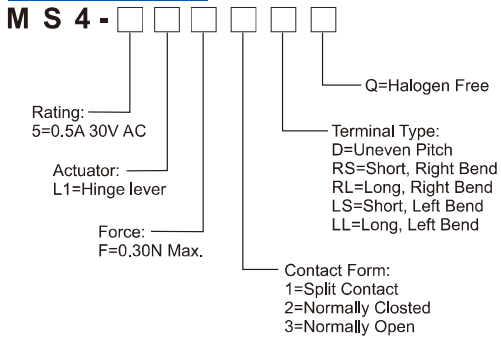 M S 4 - □ □ □ □ □ □
Q=Halogen Free
Rating:
5=0.5A 30V AC
Terminal Type:
D=Uneven Pitch
RS=Short, Right Bend
RL=Long, Right Bend
LS=Short, Left Bend
LL=Long, Left Bend
Actuator:
L1=Hinge lever
Force:
F=0.30N Max.
Contact Form:
1=Split Contact
2=Normally Closted
3=Normally Open